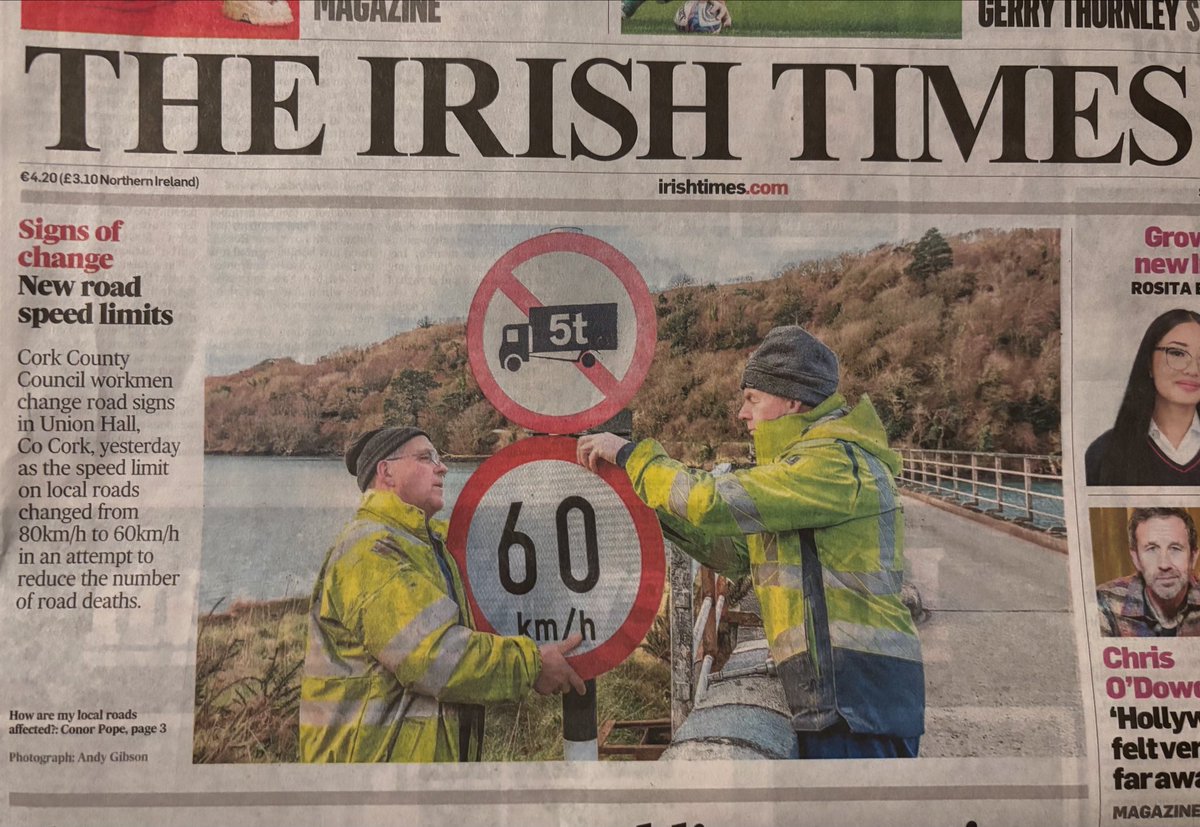 MAGAZINE
GERRY THORNLEY
THE IRISH TIMES
€4.20 (£3.10 Northern Ireland)
irishtimes.com
Signs of
change
New road
speed limits
Cork County
Council workmen
change road signs
in Union Hall,
Co Cork, yesterday
as the speed limit
on local roads
changed from
80km/h to 60km/h
in an attempt to
reduce the number
of road deaths.
How are my local roads
affected?: Conor Pope, page 3
Photograph: Andy Gibson
5t
60
km/h
new
ROSITA
Chris
felt
MAGAZINE